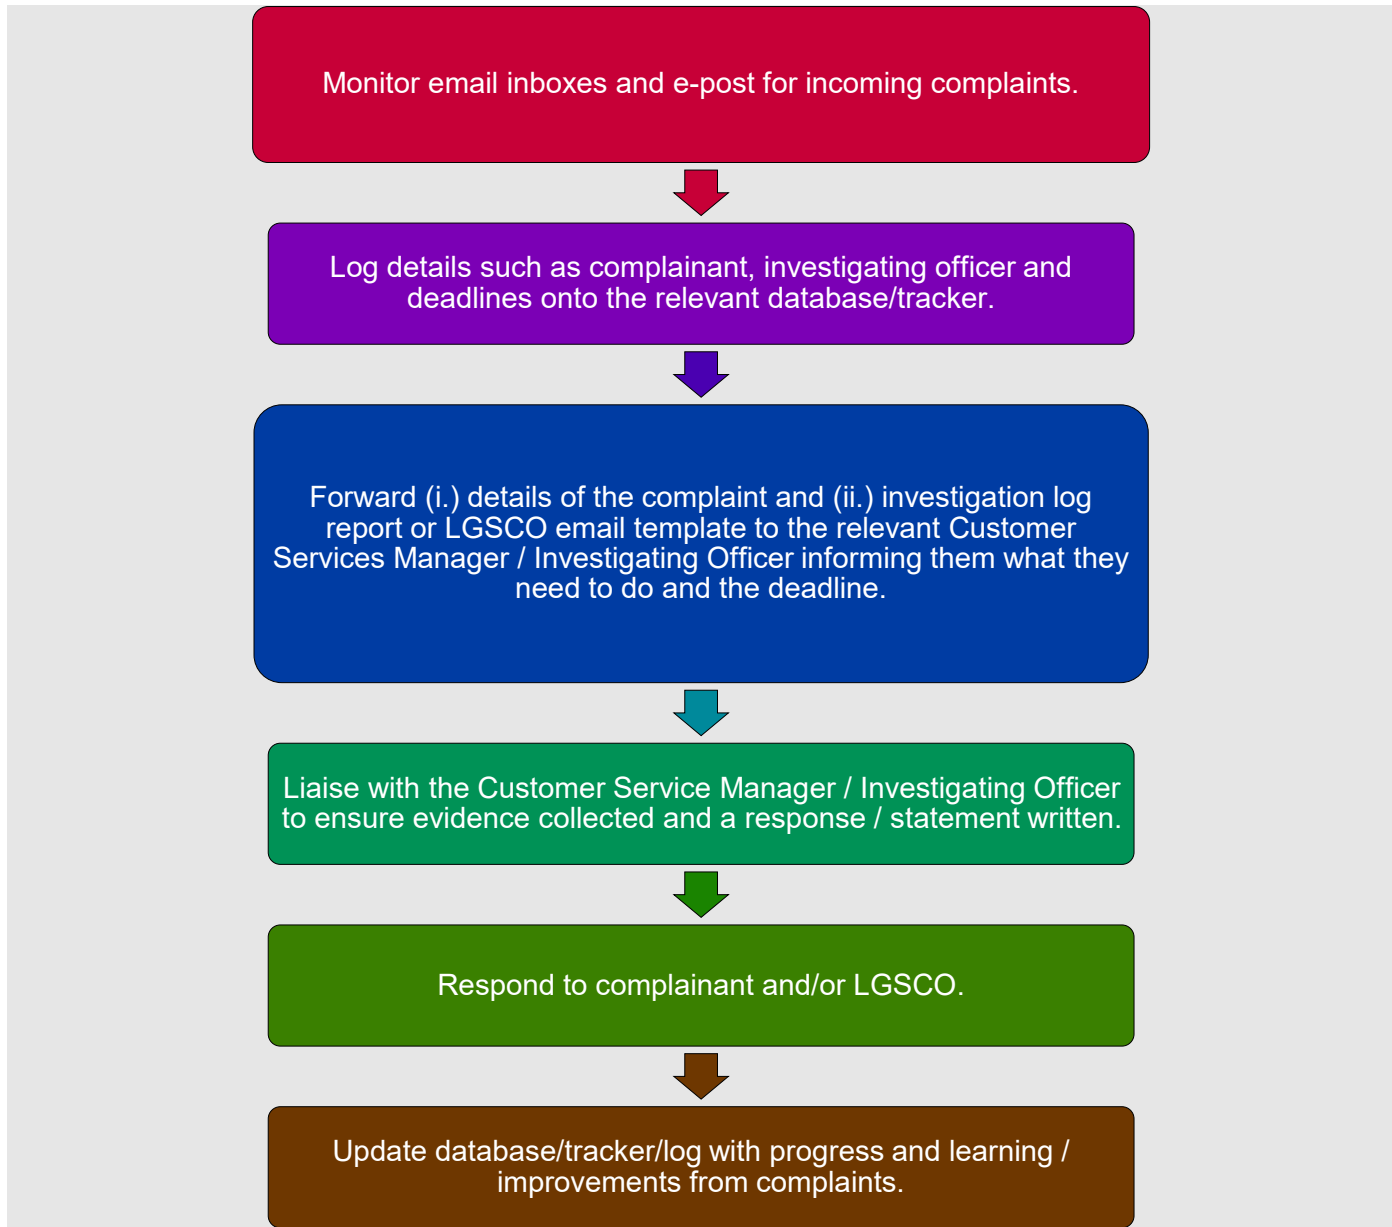 Monitor email inboxes and e-post for incoming complaints.
Log details such as complainant, investigating officer and
deadlines onto the relevant database/tracker.
Forward (i.) details of the complaint and (ii.) investigation log
report or LGSCO email template to the relevant Customer
Services Manager / Investigating Officer informing them what they
need to do and the deadline.
Liaise with the Customer Service Manager / Investigating Officer
to ensure evidence collected and a response / statement written.
Respond to complainant and/or LGSCO.
Update database/tracker/log with progress and learning /
improvements from complaints.